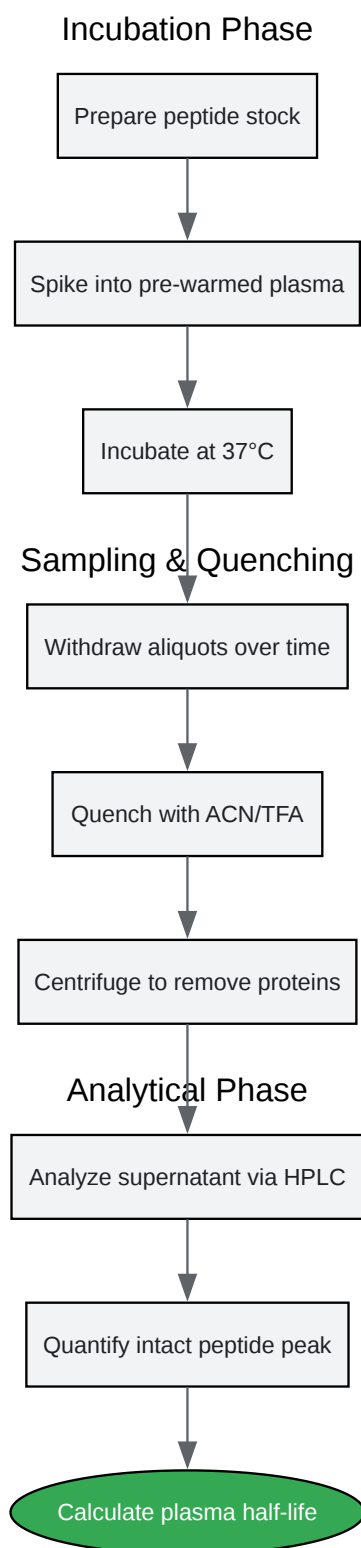 Incubation Phase
Prepare peptide stock
Spike into pre-warmed plasma
Incubate at 37°C
Sampling & Quenching
Withdraw aliquots over time
Quench with ACN/TFA
Centrifuge to remove proteins
Analytical Phase
Analyze supernatant via HPLC
Quantify intact peptide peak
Calculate plasma half-life